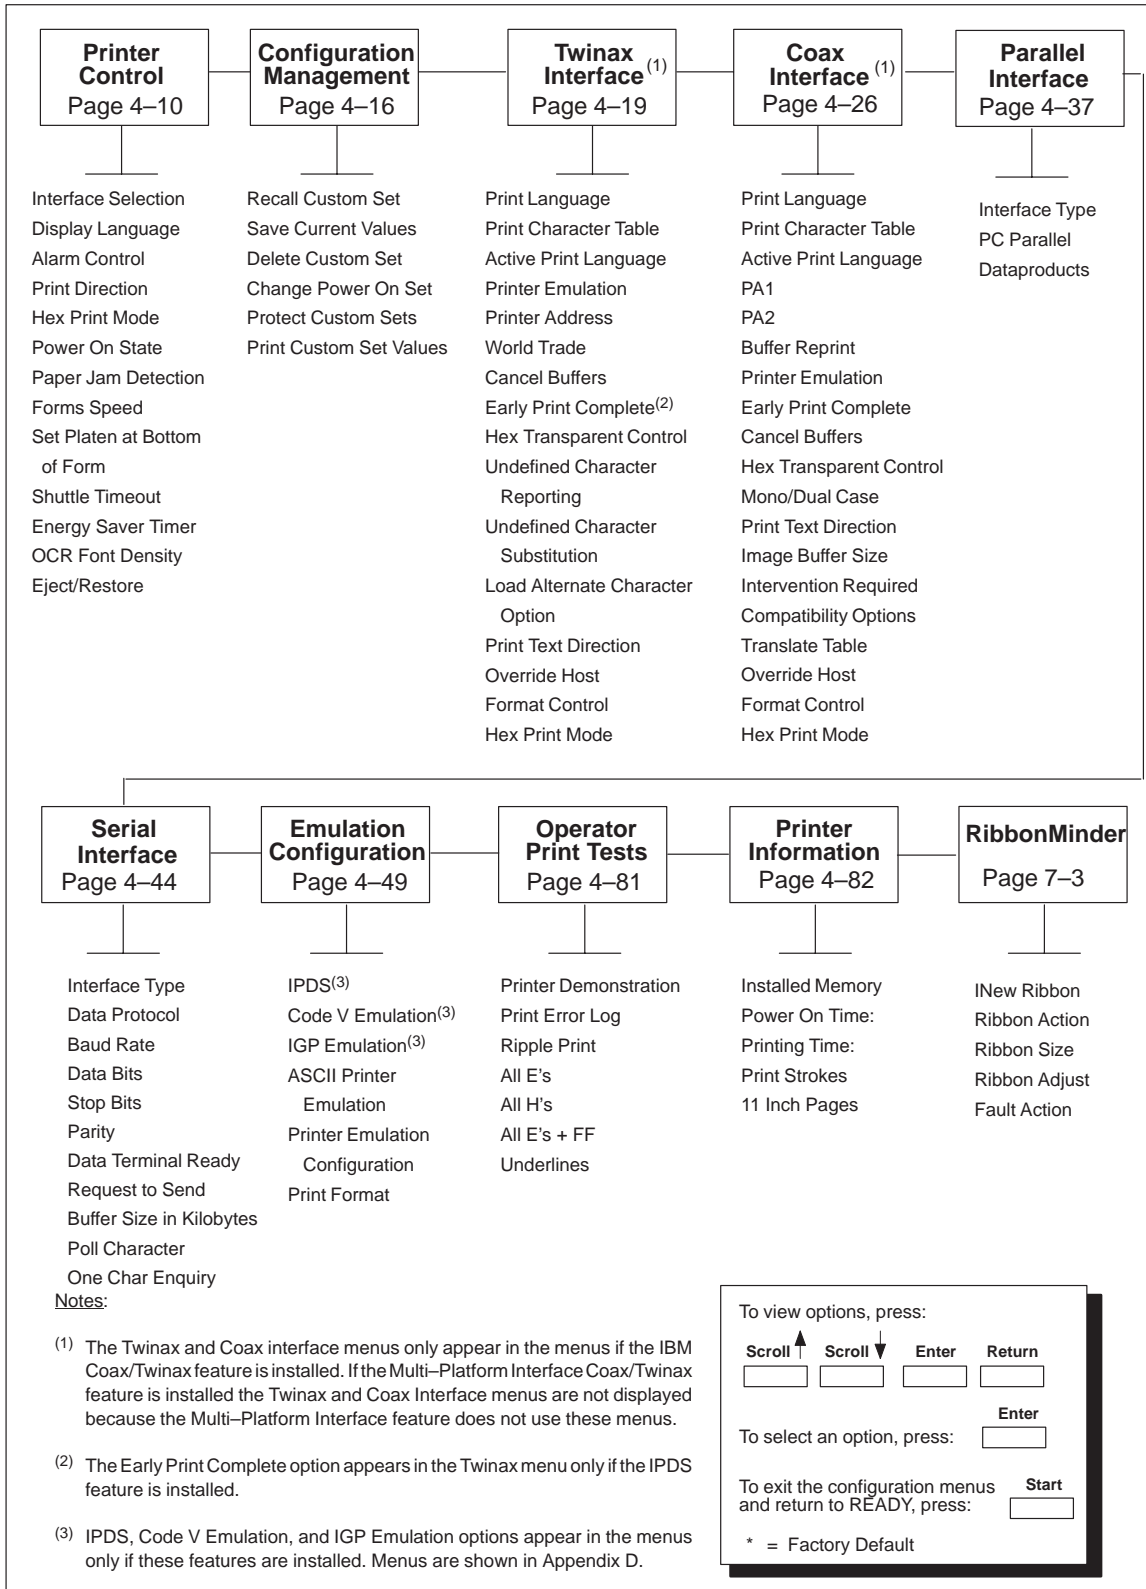 Printer
Control
Page 4–10
Configuration
Management
Page 4–16
Twinax
Interface (1)
Page 4–19
Coax
Interface (1)
Page 4–26
Parallel
Interface
Page 4–37
Interface Selection
Display Language
Alarm Control
Print Direction
Hex Print Mode
Power On State
Paper Jam Detection
Forms Speed
Set Platen at Bottom
of Form
Shuttle Timeout
Energy Saver Timer
OCR Font Density
Eject/Restore
Recall Custom Set
Save Current Values
Delete Custom Set
Change Power On Set
Protect Custom Sets
Print Custom Set Values
Print Language
Print Character Table
Active Print Language
Printer Emulation
Printer Address
World Trade
Cancel Buffers
Early Print Complete(2)
Hex Transparent Control
Undefined Character
Reporting
Undefined Character
Substitution
Load Alternate Character
Option
Print Text Direction
Override Host
Format Control
Hex Print Mode
Print Language
Print Character Table
Active Print Language
PA1
PA2
Buffer Reprint
Printer Emulation
Early Print Complete
Cancel Buffers
Hex Transparent Control
Mono/Dual Case
Print Text Direction
Image Buffer Size
Intervention Required
Compatibility Options
Translate Table
Override Host
Format Control
Hex Print Mode
Interface Type
PC Parallel
Dataproducts
Serial
Interface
Page 4–44
Emulation
Configuration
Page 4–49
Operator
Print Tests
Page 4–81
Printer
Information
Page 4–82
RibbonMinder
Page 7–3
Interface Type
Data Protocol
Baud Rate
Data Bits
Stop Bits
Parity
Data Terminal Ready
Request to Send
Buffer Size in Kilobytes
Poll Character
One Char Enquiry
IPDS(3)
Code V Emulation(3)
IGP Emulation(3)
ASCII Printer
Emulation
Printer Emulation
Configuration
Print Format
Printer Demonstration
Print Error Log
Ripple Print
All E's
All H's
All E's + FF
Underlines
Installed Memory
Power On Time:
Printing Time:
Print Strokes
11 Inch Pages
INew Ribbon
Ribbon Action
Ribbon Size
Ribbon Adjust
Fault Action
Notes:
(1) The Twinax and Coax interface menus only appear in the menus if the IBM
Coax/Twinax feature is installed. If the Multi–Platform Interface Coax/Twinax
feature is installed the Twinax and Coax Interface menus are not displayed
because the Multi–Platform Interface feature does not use these menus.
(2) The Early Print Complete option appears in the Twinax menu only if the IPDS
feature is installed.
(3) IPDS, Code V Emulation, and IGP Emulation options appear in the menus
only if these features are installed. Menus are shown in Appendix D.
To view options, press:
Scroll Scroll Enter Return
Enter
To select an option, press:
To exit the configuration menus Start
and return to READY, press:
* = Factory Default